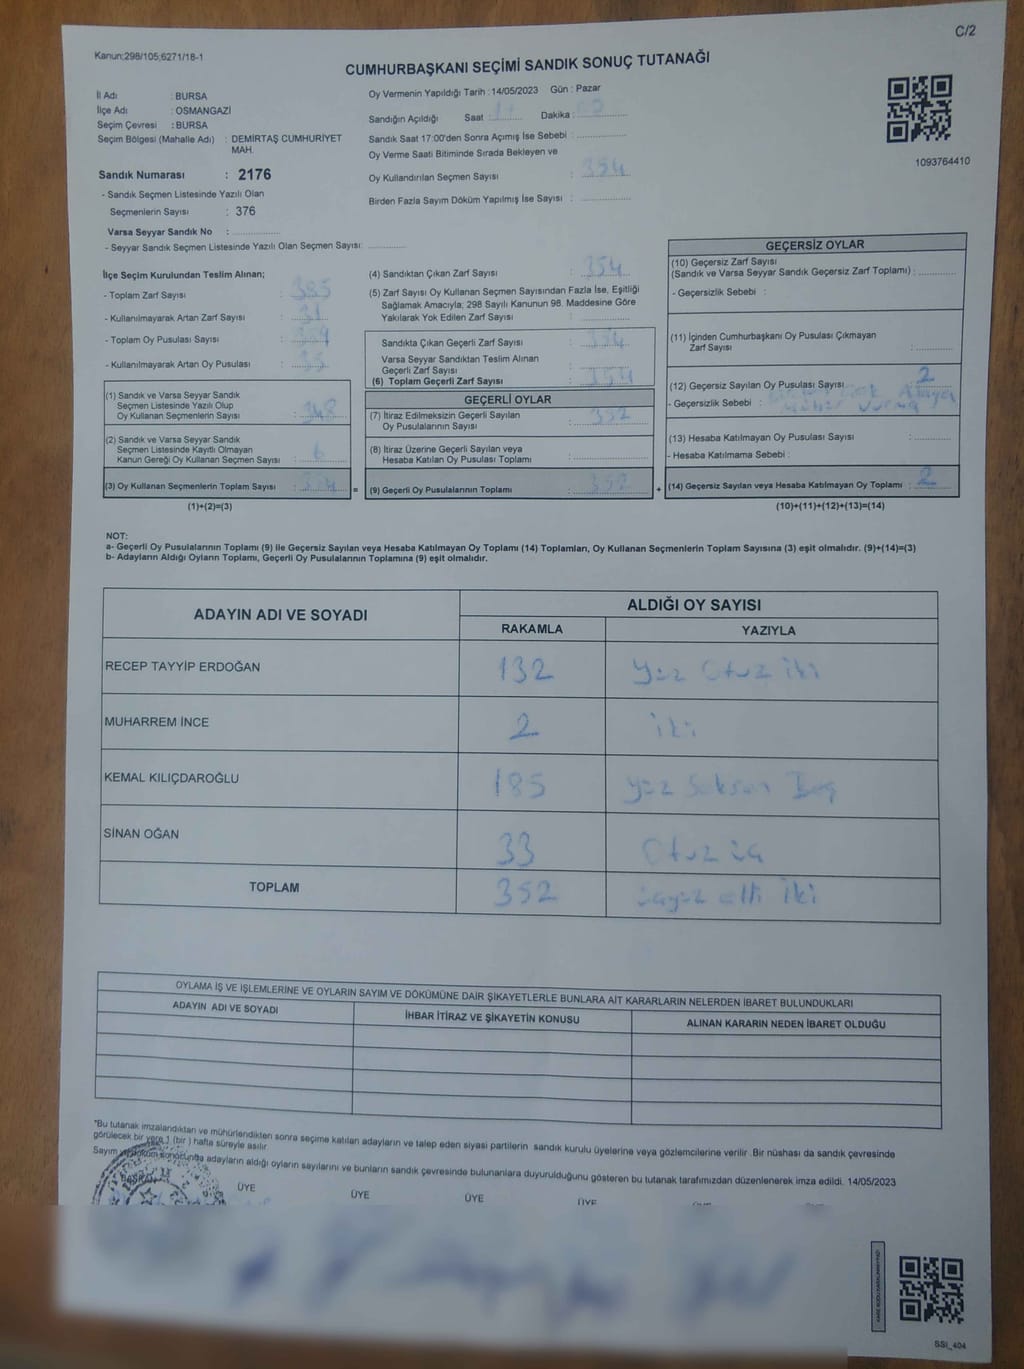 C/2
Kanun:298/105;6271/18-1
CUMHURBAŞKANI SEÇİMİ SANDIK SONUÇ TUTANAĞI
İl Adı : BURSA
İlçe Adı : OSMANGAZİ
Seçim Çevresi : BURSA
Seçim Bölgesi (Mahalle Adı) : DEMİRTAŞ CUMHURİYET
MAH.
Sandık Numarası : 2176
- Sandık Seçmen Listesinde Yazılı Olan
Seçmenlerin Sayısı : 376
Varsa Seyyar Sandık No :
- Seyyar Sandık Seçmen Listesinde Yazılı Olan Seçmen Sayısı:
Oy Vermenin Yapıldığı Tarih : 14/05/2023 Gün : Pazar
Sandığın Açıldığı Saat : Dakika :
Sandık Saat 17:00'den Sonra Açımış İse Sebebi :
Oy Verme Saati Bitiminde Sırada Bekleyen ve
Oy Kullandırılan Seçmen Sayısı : 354
Birden Fazla Sayım Döküm Yapılmış İse Sayısı :
1093764410
İlçe Seçim Kurulundan Teslim Alınan;
- Toplam Zarf Sayısı : 385
- Kullanılmayarak Artan Zarf Sayısı : 31
- Toplam Oy Pusulası Sayısı :
- Kullanılmayarak Artan Oy Pusulası : 35
(1) Sandık ve Varsa Seyyar Sandık
Seçmen Listesinde Yazılı Olup
Oy Kullanan Seçmenlerin Sayısı : 348
(2) Sandık ve Varsa Seyyar Sandık
Seçmen Listesinde Kayıtlı Olmayan
Kanun Gereği Oy Kullanan Seçmen Sayısı : 6
(3) Oy Kullanan Seçmenlerin Toplam Sayısı : 354 =
(1)+(2)=(3)
(4) Sandıktan Çıkan Zarf Sayısı : 354
(5) Zarf Sayısı Oy Kullanan Seçmen Sayısından Fazla İse, Eşitliği
Sağlamak Amacıyla; 298 Sayılı Kanunun 98. Maddesine Göre
Yakılarak Yok Edilen Zarf Sayısı :
Sandıkta Çıkan Geçerli Zarf Sayısı : 354
Varsa Seyyar Sandıktan Teslim Alınan
Geçerli Zarf Sayısı :
(6) Toplam Geçerli Zarf Sayısı : 354
GEÇERLİ OYLAR
(7) İtiraz Edilmeksizin Geçerli Sayılan
Oy Pusulalarının Sayısı : 352
(8) İtiraz Üzerine Geçerli Sayılan veya
Hesaba Katılan Oy Pusulası Toplamı :
(9) Geçerli Oy Pusulalarının Toplamı : 352 +
GEÇERSİZ OYLAR
(10) Geçersiz Zarf Sayısı
(Sandık ve Varsa Seyyar Sandık Geçersiz Zarf Toplamı) :
- Geçersizlik Sebebi :
(11) İçinden Cumhurbaşkanı Oy Pusulası Çıkmayan
Zarf Sayısı :
(12) Geçersiz Sayılan Oy Pusulası Sayısı : 2
- Geçersizlik Sebebi : Adaya
Mühür
(13) Hesaba Katılmayan Oy Pusulası Sayısı :
- Hesaba Katılmama Sebebi :
(14) Geçersiz Sayılan veya Hesaba Katılmayan Oy Toplamı : 2
(10)+(11)+(12)+(13)=(14)
NOT:
a- Geçerli Oy Pusulalarının Toplamı (9) ile Geçersiz Sayılan veya Hesaba Katılmayan Oy Toplamı (14) Toplamları, Oy Kullanan Seçmenlerin Toplam Sayısına (3) eşit olmalıdır. (9)+(14)=(3)
b- Adayların Aldığı Oyların Toplamı, Geçerli Oy Pusulalarının Toplamına (9) eşit olmalıdır.
ADAYIN ADI VE SOYADI ALDIĞI OY SAYISI
RAKAMLA YAZIYLA
RECEP TAYYİP ERDOĞAN 132 Yüz Otuz iki
MUHARREM İNCE 2 iki
KEMAL KILIÇDAROĞLU 185 Yüz Seksen Beş
SİNAN OĞAN 33 Otuz üç
TOPLAM 352 üçyüz elli iki
OYLAMA İŞ VE İŞLEMLERİNE VE OYLARIN SAYIM VE DÖKÜMÜNE DAİR ŞİKAYETLERLE BUNLARA AİT KARARLARIN NELERDEN İBARET BULUNDUKLARI
ADAYIN ADI VE SOYADI İHBAR İTİRAZ VE ŞİKAYETİN KONUSU ALINAN KARARIN NEDEN İBARET OLDUĞU
*Bu tutanak imzalandıktan ve mühürlendikten sonra seçime katılan adayların ve talep eden siyasi partilerin sandık kurulu üyelerine veya gözlemcilerine verilir. Bir nüshası da sandık çevresinde
görülecek bir yere 1 (bir) hafta süreyle asılır.
Sayım ve döküm sonucunda adayların aldığı oyların sayılarını ve bunların sandık çevresinde bulunanlara duyurulduğunu gösteren bu tutanak tarafımızdan düzenlenerek imza edildi. 14/05/2023
BAŞKAN ÜYE ÜYE ÜYE ÜYE
SSİ_404